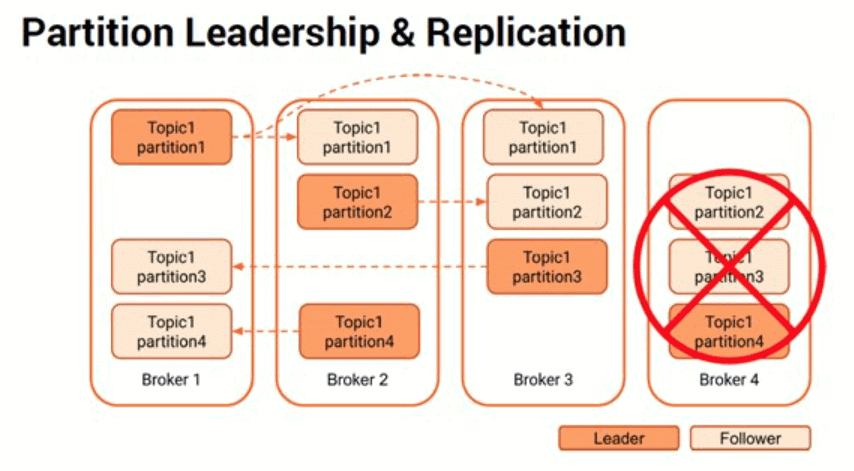 Partition Leadership & Replication
Topic1
partition1
Topic1
partition3
Topic1
partition4
Broker 1
Topic1
partition1
Topic1
partition2
Topic1
partition4
Broker 2
Topic1
partition1
Topic1
partition2
Topic1
partition3
Broker 3
Topic1
partition2
Topic1
partition3
Topic1
partition4
Broker 4
Leader
Follower